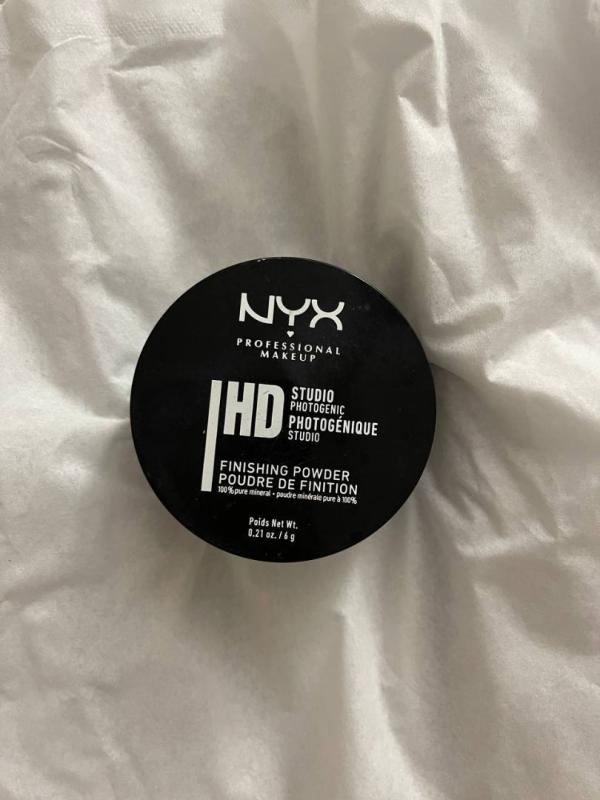 NYX
PROFESSIONAL
MAKEUP
HD
STUDIO
PHOTOGENIC
PHOTOGÉNIQUE
STUDIO
FINISHING POWDER
POUDRE DE FINITION
100% pure mineral • poudre minérale pure à 100%
Poids Net Wt.
0.21 oz. / 6 g